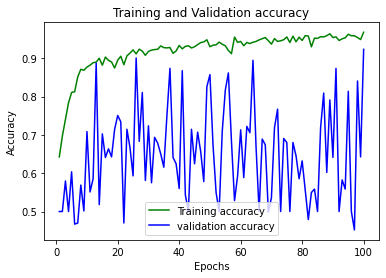 Training and Validation accuracy
Accuracy
0.9
0.8
0.7
0.6
0.5
Training accuracy
validation accuracy
0
20
40
60
80
100
Epochs